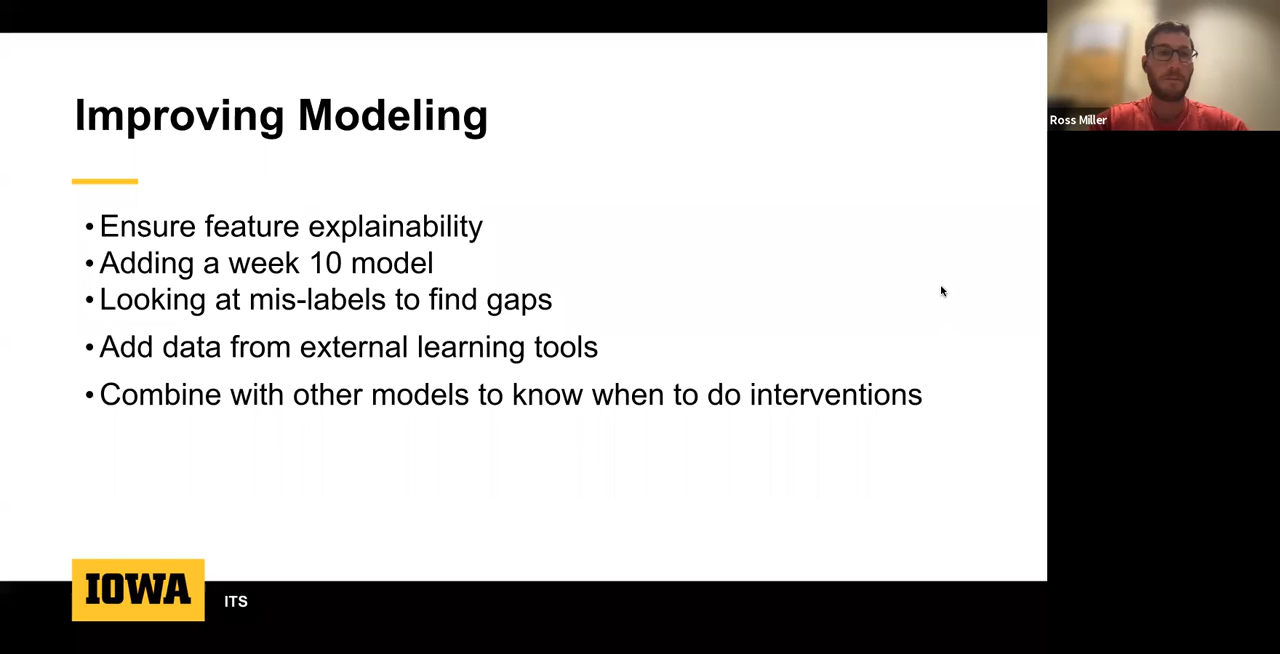 Improving Modeling
• Ensure feature explainability
• Adding a week 10 model
• Looking at mis-labels to find gaps
• Add data from external learning tools
• Combine with other models to know when to do interventions
IOWA
ITS
Ross Miller